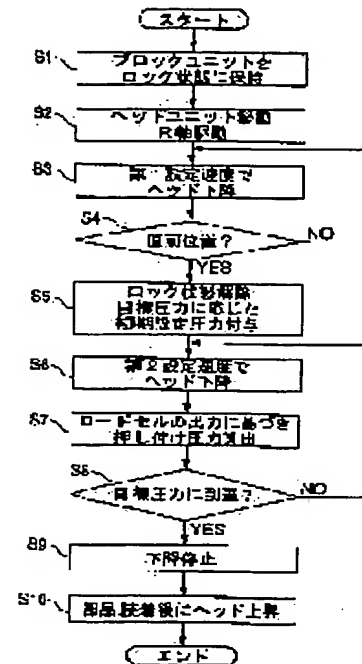 スタート
S1
ブロックユニットを
ロック状態に保持
S2
ヘッドユニット移動
R軸駆動
S3
第1設定速度で
ヘッド下降
S4
直前位置?
NO
YES
S5
ロック状態解除
目標圧力に応じた
初期設定圧力付与
S6
第2設定速度で
ヘッド下降
S7
ロードセルの出力に基づき
押し付け圧力算出
S8
目標圧力に到達?
NO
YES
S9
下降停止
S10
部品装着後にヘッド上昇
エンド